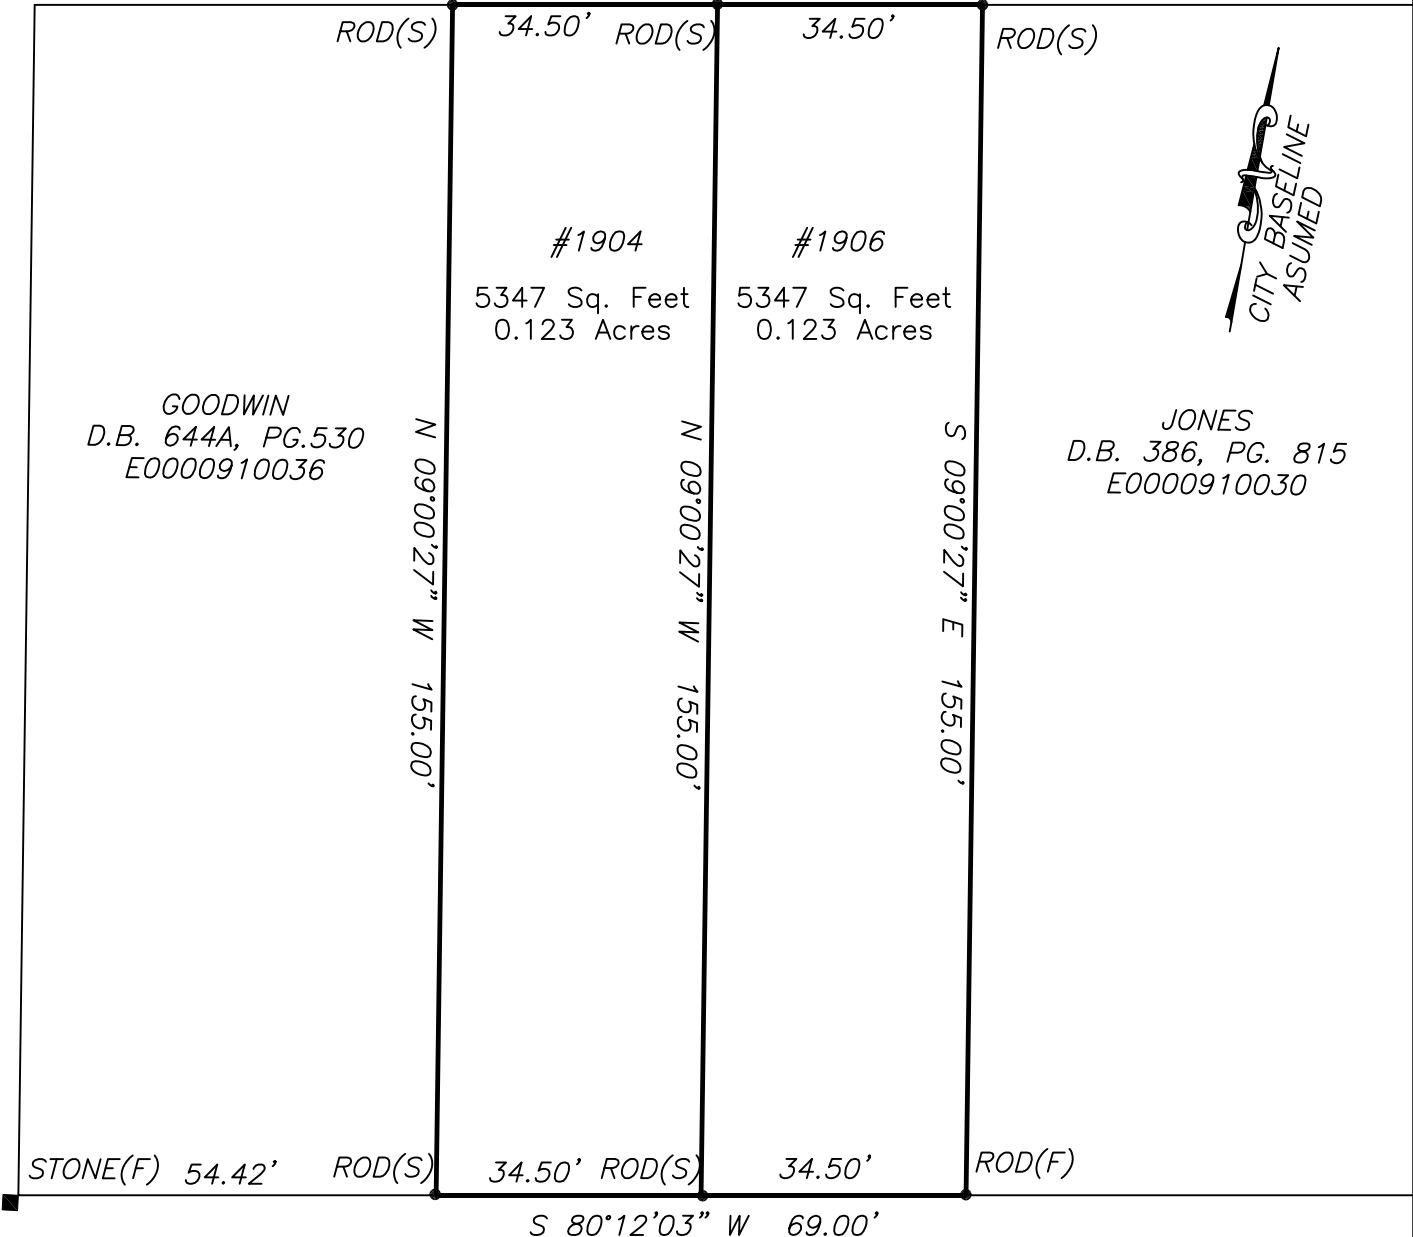 ROD(S)
34.50'
ROD(S)
34.50'
ROD(S)
CITY BASELINE
ASUMED
#1904
5347 Sq. Feet
0.123 Acres
#1906
5347 Sq. Feet
0.123 Acres
GOODWIN
D.B. 644A, PG.530
E0000910036
N 09°00'27" W 155.00'
N 09°00'27" W 155.00'
S 09°00'27" E 155.00'
JONES
D.B. 386, PG. 815
E0000910030
STONE(F)
54.42'
ROD(S)
34.50'
ROD(S)
34.50'
ROD(F)
S 80°12'03" W 69.00'